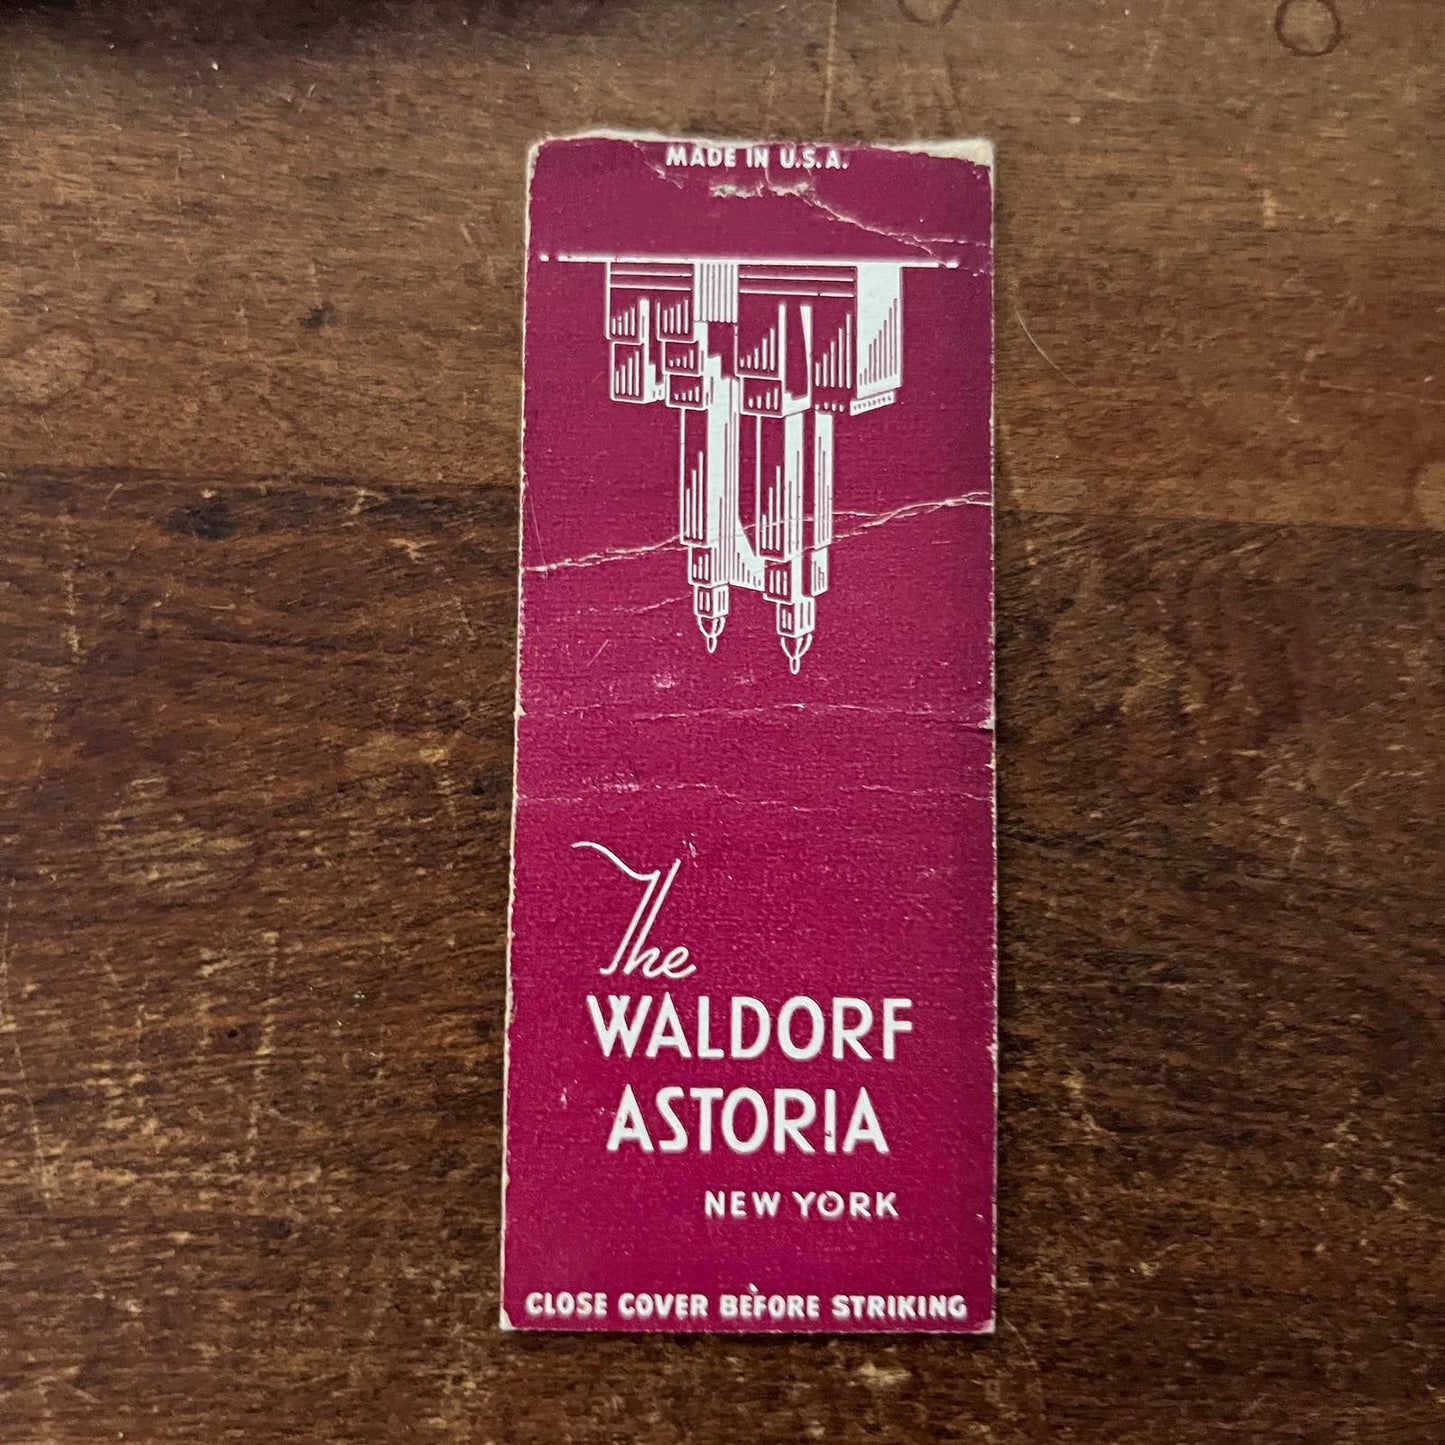 MADE IN U.S.A.
The
WALDORF
ASTORIA
NEW YORK
CLOSE COVER BEFORE STRIKING